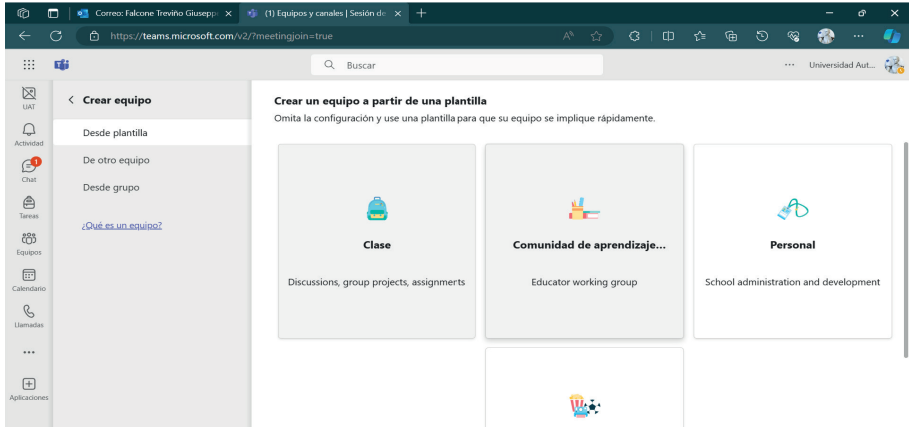 Correo: Falcone Treviño Giusepp
(1) Equipos y canales | Sesión de
https://teams.microsoft.com/v2/?meetingjoin=true
Buscar
Universidad Aut...
UAT
Actividad
1
Chat
Tareas
Equipos
Calendario
Llamadas
Aplicaciones
Crear equipo
Desde plantilla
De otro equipo
Desde grupo
¿Qué es un equipo?
Crear un equipo a partir de una plantilla
Omita la configuración y use una plantilla para que su equipo se implique rápidamente.
Clase
Discussions, group projects, assignments
Comunidad de aprendizaje...
Educator working group
Personal
School administration and development